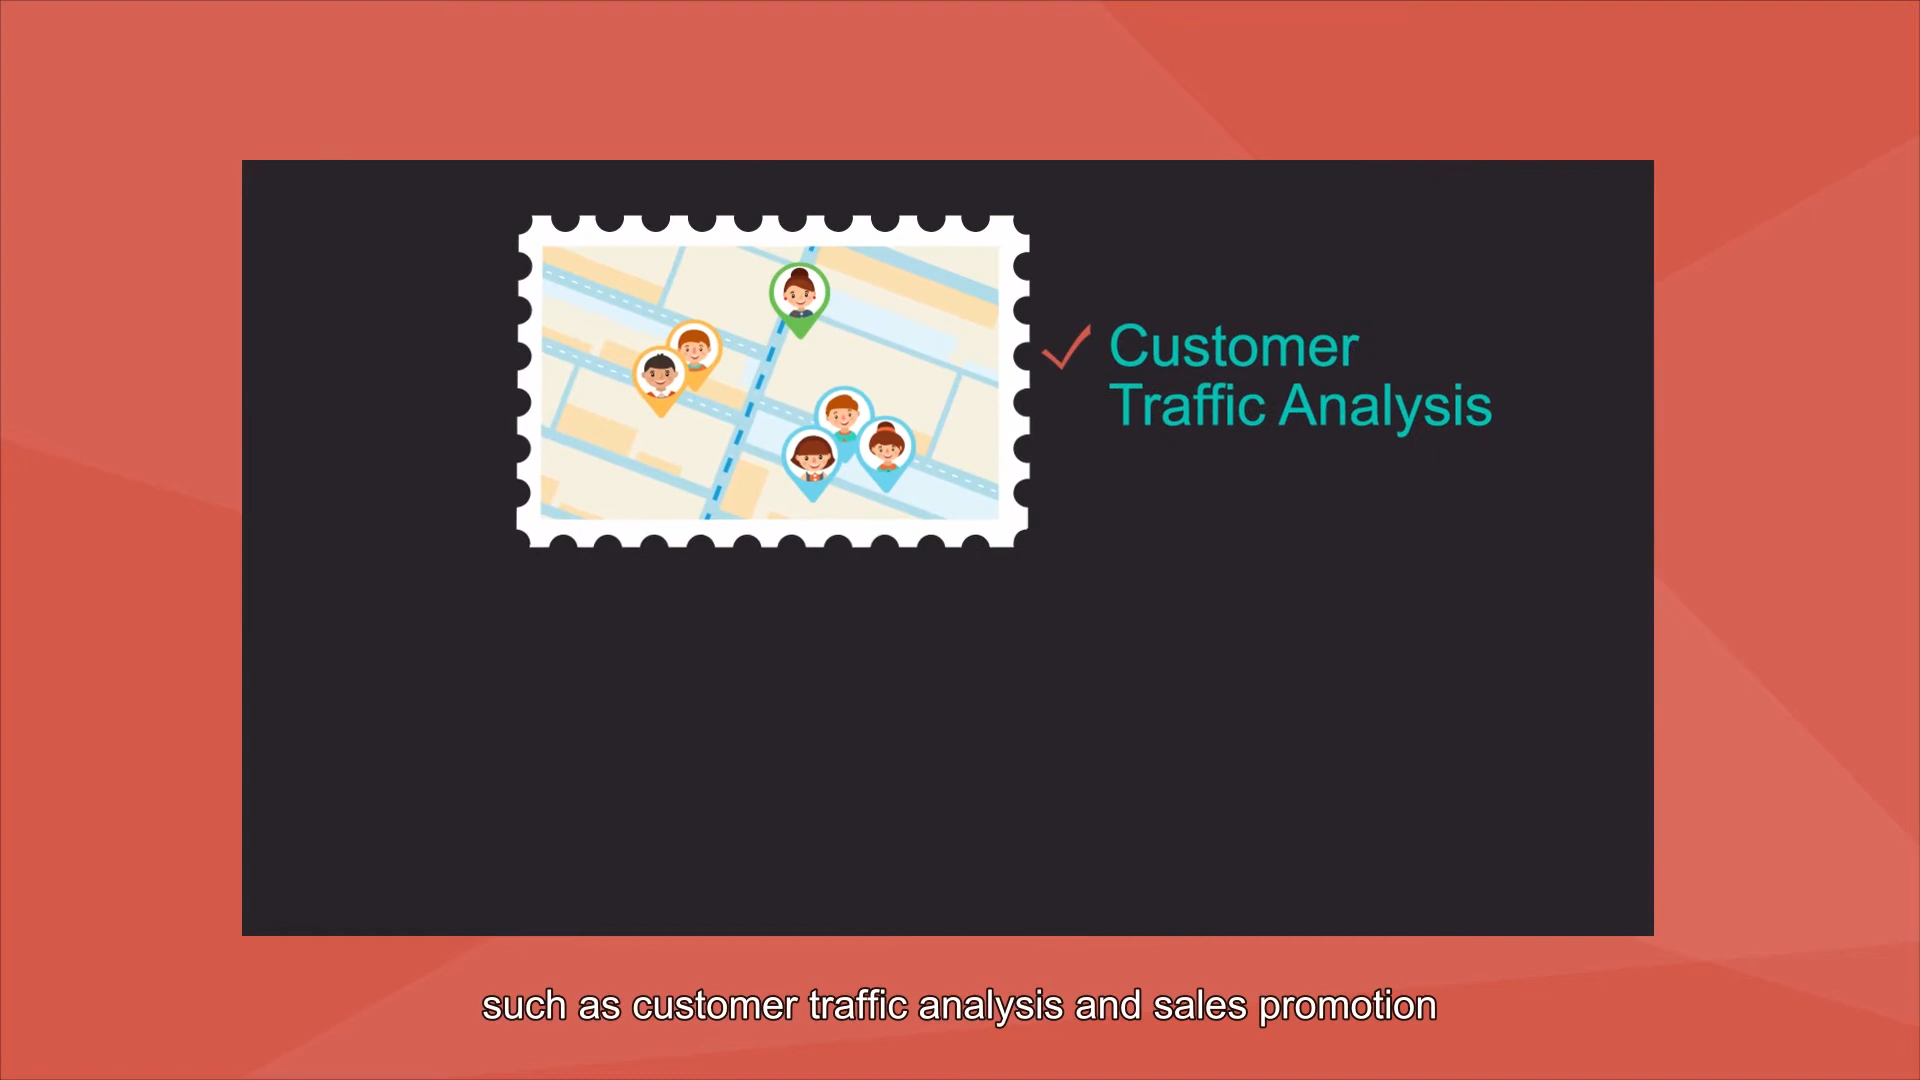 Customer
Traffic Analysis
such as customer traffic analysis and sales promotion